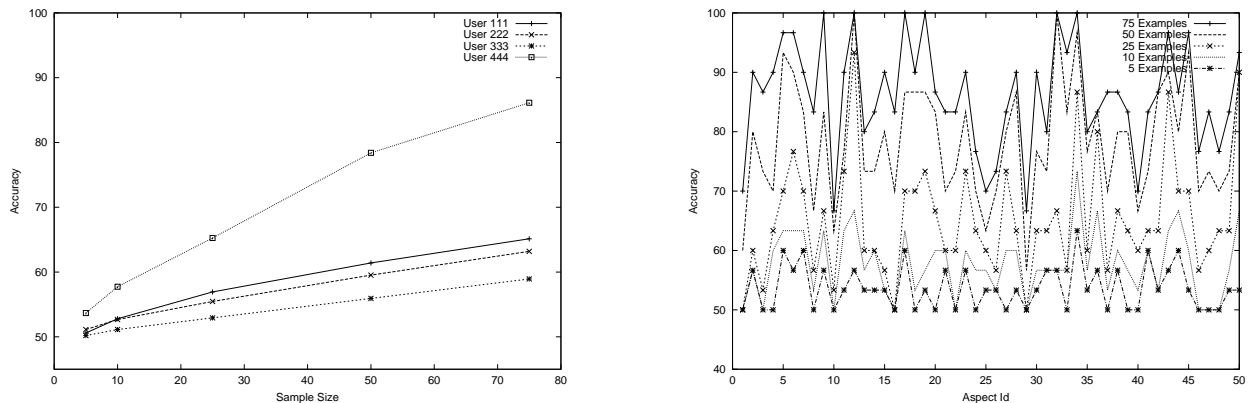 100
90
80
70
60
50
Accuracy
0 10 20 30 40 50 60 70 80
Sample Size
User 111
User 222
User 333
User 444
100
90
80
70
60
50
40
Accuracy
0 5 10 15 20 25 30 35 40 45 50
Aspect Id
75 Examples
50 Examples
25 Examples
10 Examples
5 Examples